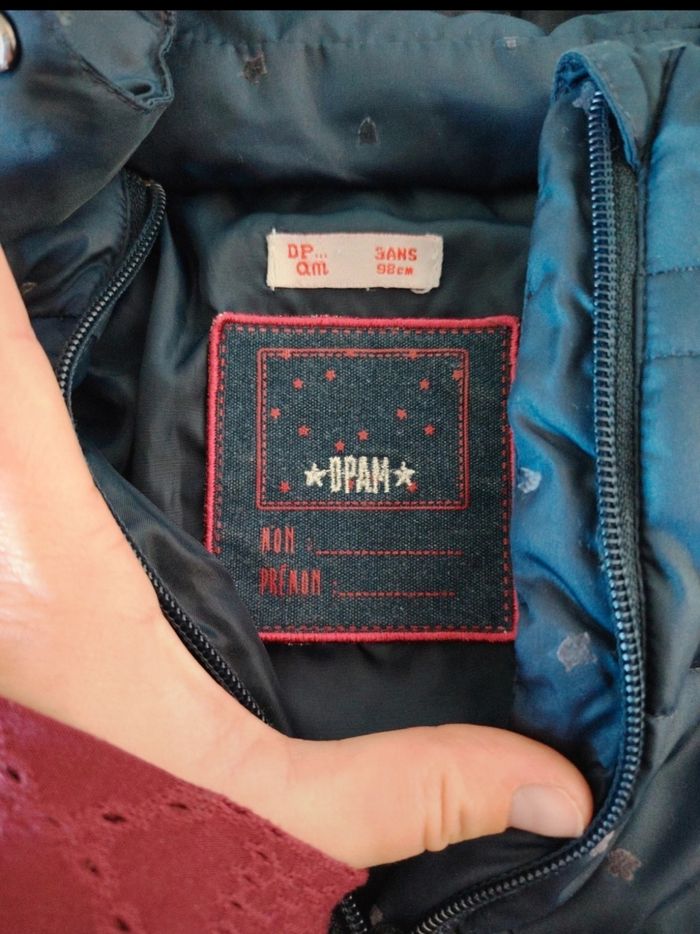 DP...
am
3ANS
98cm
DPAM
NOM :
PRÉNOM :